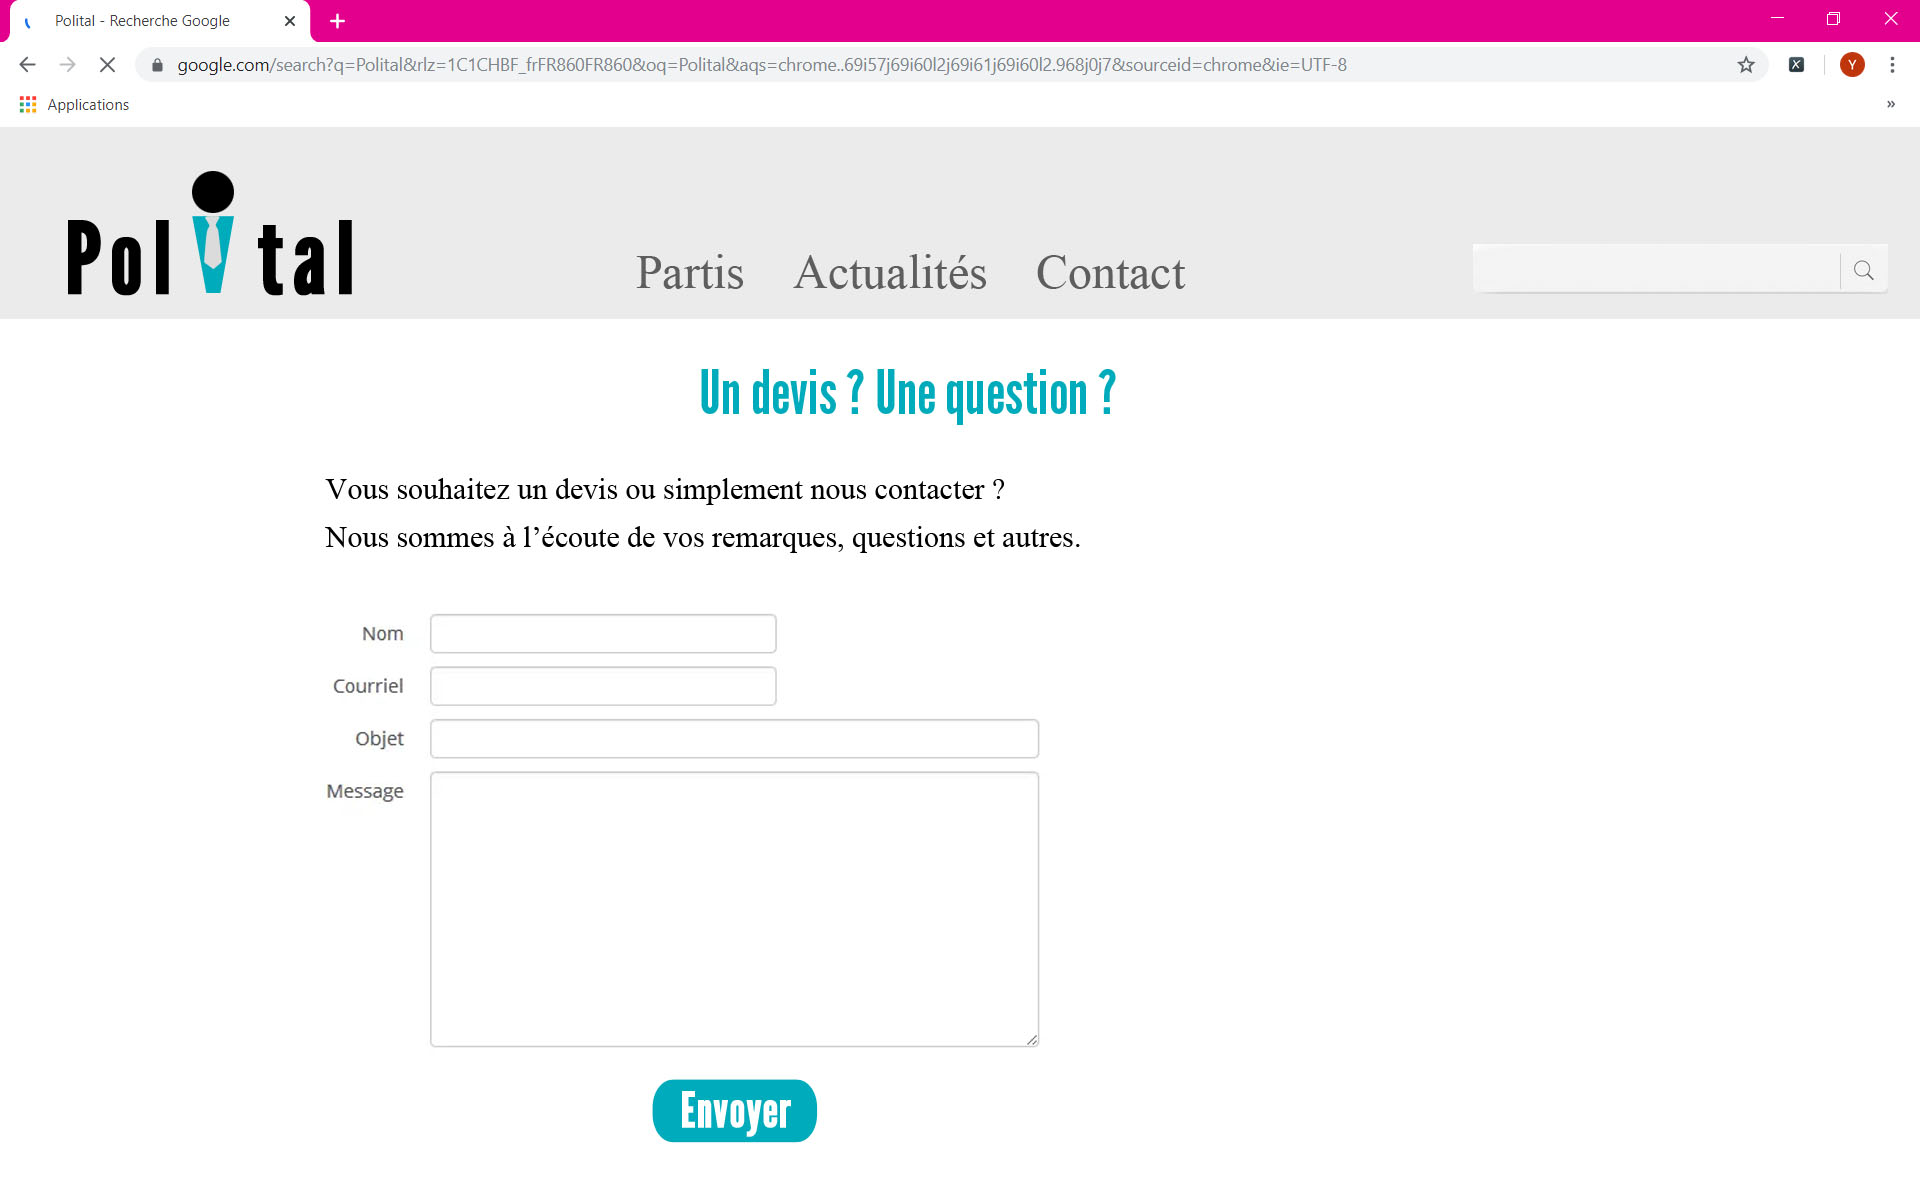 Polital - Recherche Google
google.com/search?q=Polital&rlz=1C1CHBF_frFR860FR860&oq=Polital&aqs=chrome..69i57j69i60l2j69i61j69i60l2.968j0j7&sourceid=chrome&ie=UTF-8
Y
Applications
»
Polital
Partis Actualités Contact
Un devis ? Une question ?
Vous souhaitez un devis ou simplement nous contacter ?
Nous sommes à l’écoute de vos remarques, questions et autres.
Nom
Courriel
Objet
Message
Envoyer